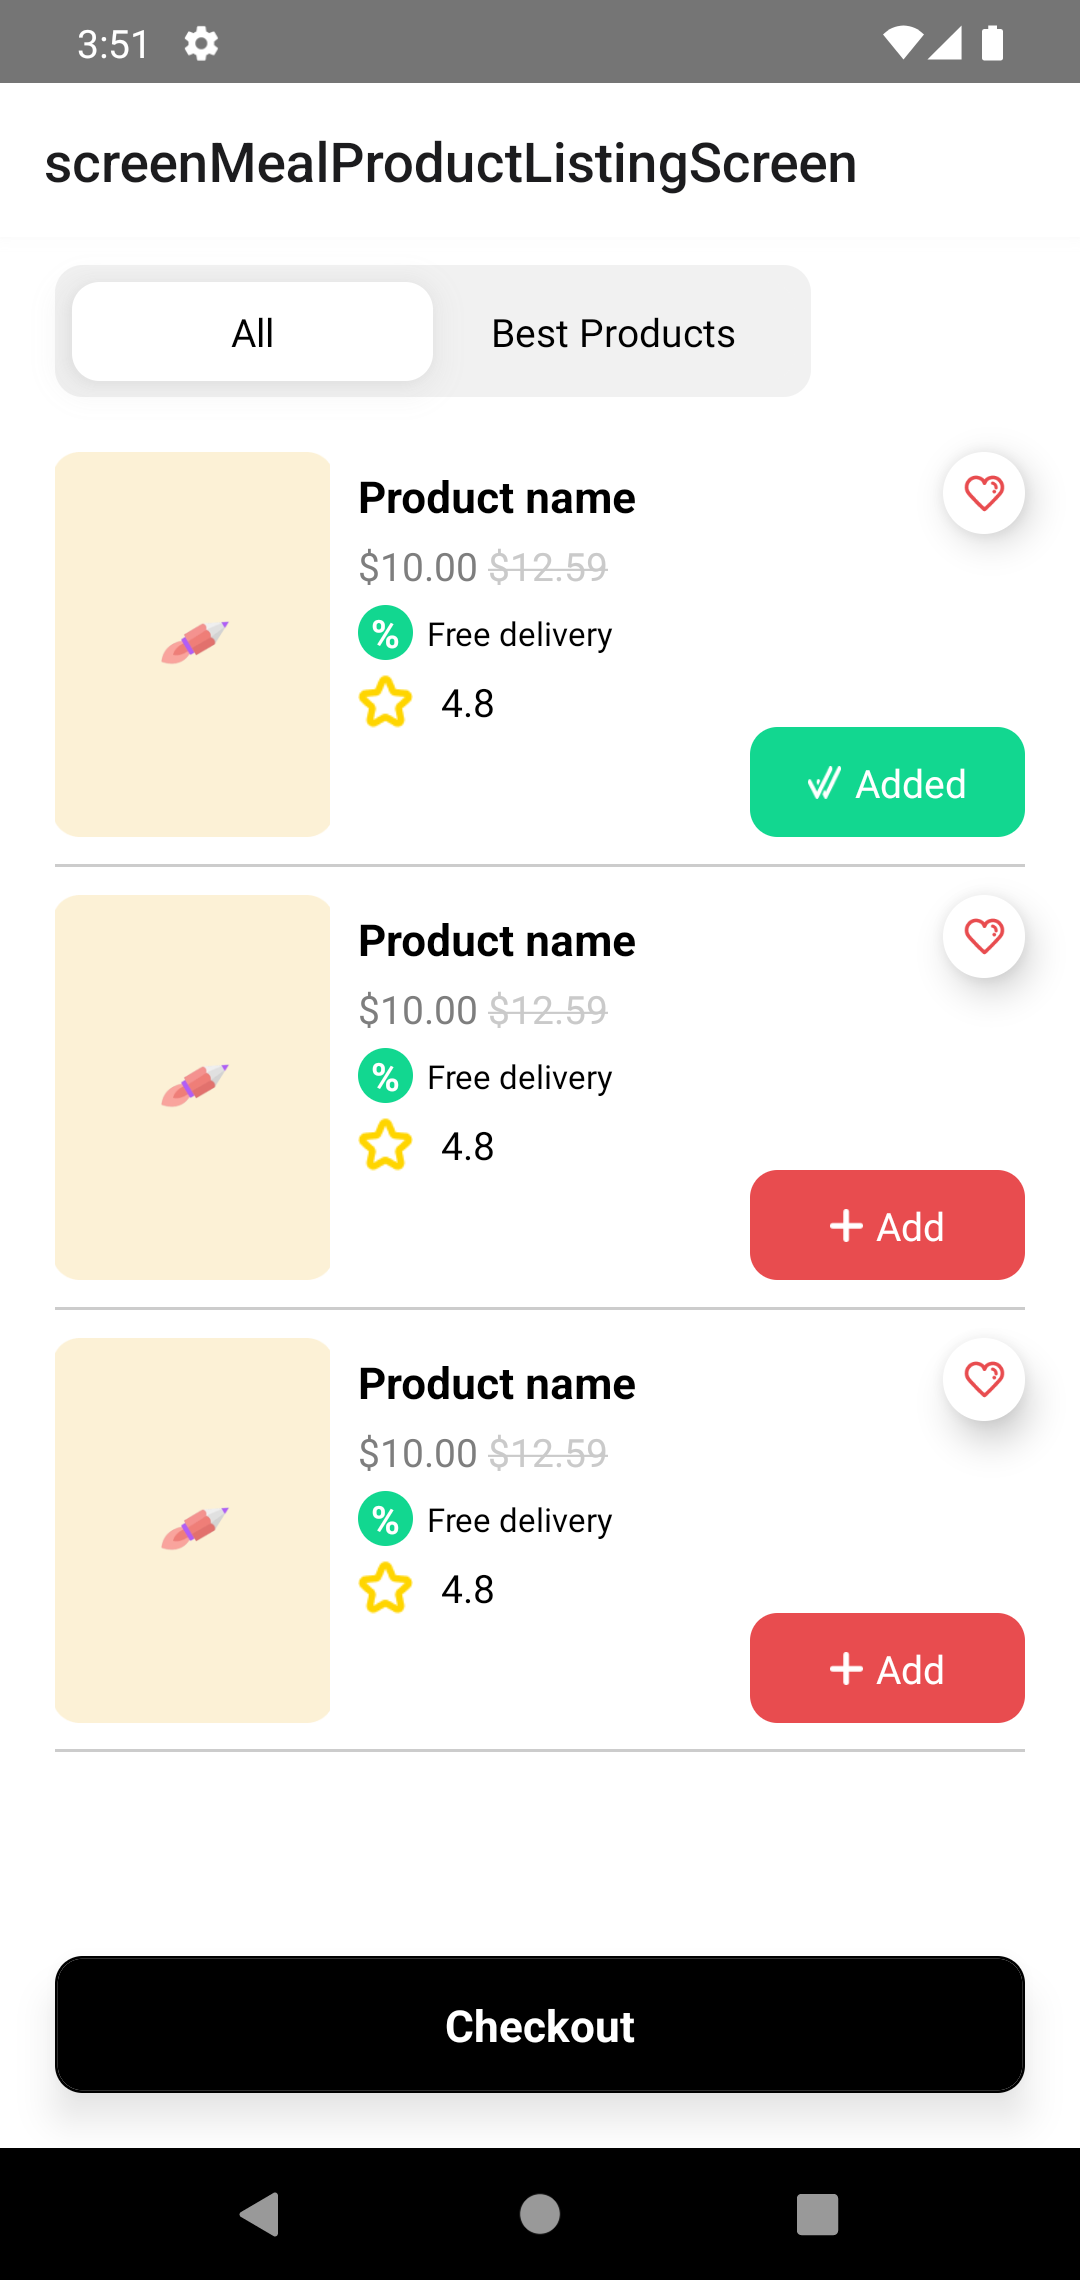 3:51
screenMealProductListingScreen
All
Best Products
Product name
$10.00 $12.59
% Free delivery
4.8
Added
Product name
$10.00 $12.59
% Free delivery
4.8
Add
Product name
$10.00 $12.59
% Free delivery
4.8
Add
Checkout